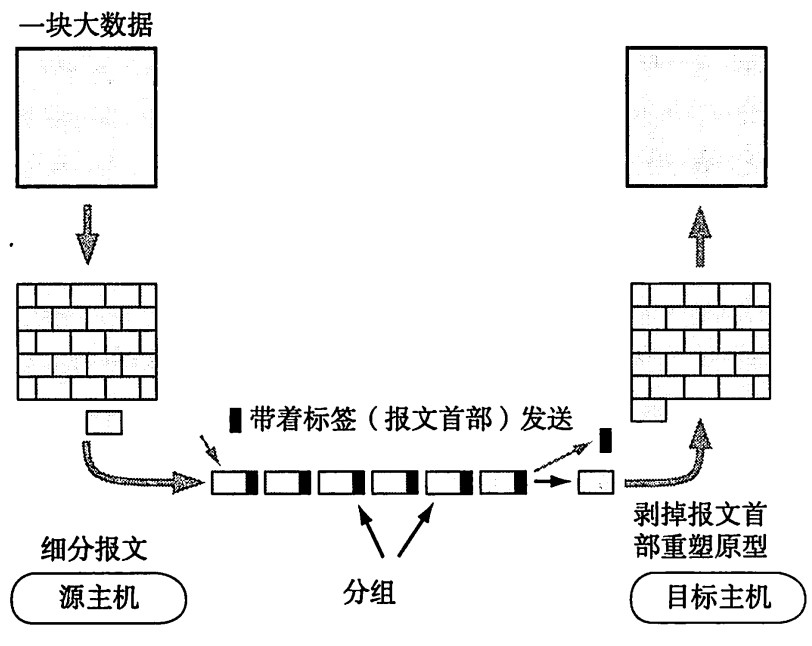 一块大数据
带着标签（报文首部）发送
细分报文
源主机
分组
剥掉报文首
部重塑原型
目标主机